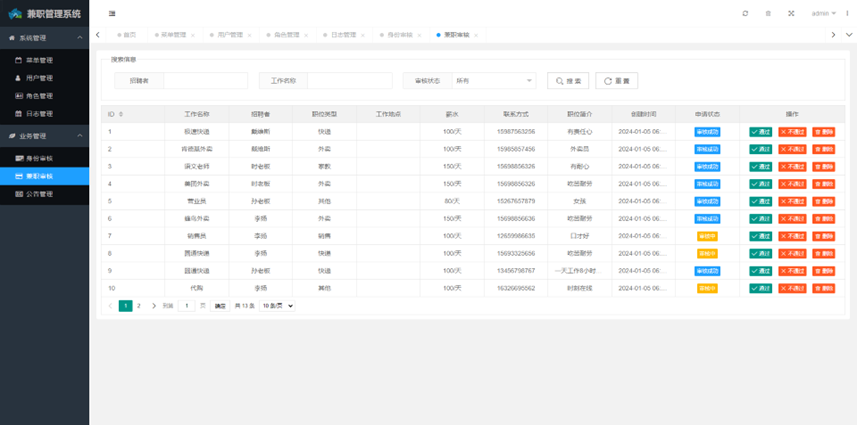 兼职管理系统
admin
系统管理
菜单管理
用户管理
角色管理
日志管理
业务管理
身份审核
兼职审核
公告管理
首页 菜单管理 用户管理 角色管理 日志管理 身份审核 兼职审核
搜索信息
招聘者 工作名称 审核状态 所有 搜索 重置
ID 工作名称 招聘者 职位类型 工作地点 薪水 联系方式 职位简介 创建时间 申请状态 操作
1 极速快递 戴维斯 快递 100/天 15987563256 有责任心 2024-01-05 06:... 审核成功 通过 不通过 删除
2 肯德基外卖 戴维斯 外卖 100/天 15985857456 外卖员 2024-01-05 06:... 审核成功 通过 不通过 删除
3 语文老师 时老板 家教 150/天 15698856326 有耐心 2024-01-05 06:... 审核成功 通过 不通过 删除
4 美团外卖 时老板 外卖 150/天 15698856326 吃苦耐劳 2024-01-05 06:... 审核成功 通过 不通过 删除
5 营业员 孙老板 其他 80/天 15267657879 女孩 2024-01-05 06:... 审核成功 通过 不通过 删除
6 蜂鸟外卖 李扬 外卖 150/天 15698856636 吃苦耐劳 2024-01-05 06:... 审核成功 通过 不通过 删除
7 销售员 李扬 销售 100/天 12659986635 口才好 2024-01-05 06:... 审核中 通过 不通过 删除
8 圆通快递 李扬 快递 100/天 15693325656 吃苦耐劳 2024-01-05 06:... 审核中 通过 不通过 删除
9 圆通快递 孙老板 快递 100/天 13456798767 一天工作8小时... 2024-01-05 06:... 审核成功 通过 不通过 删除
10 代购 李扬 其他 100/天 16326695562 时刻在线 2024-01-05 06:... 审核中 通过 不通过 删除
1 2 到第 1 页 确定 共 13 条 10 条/页